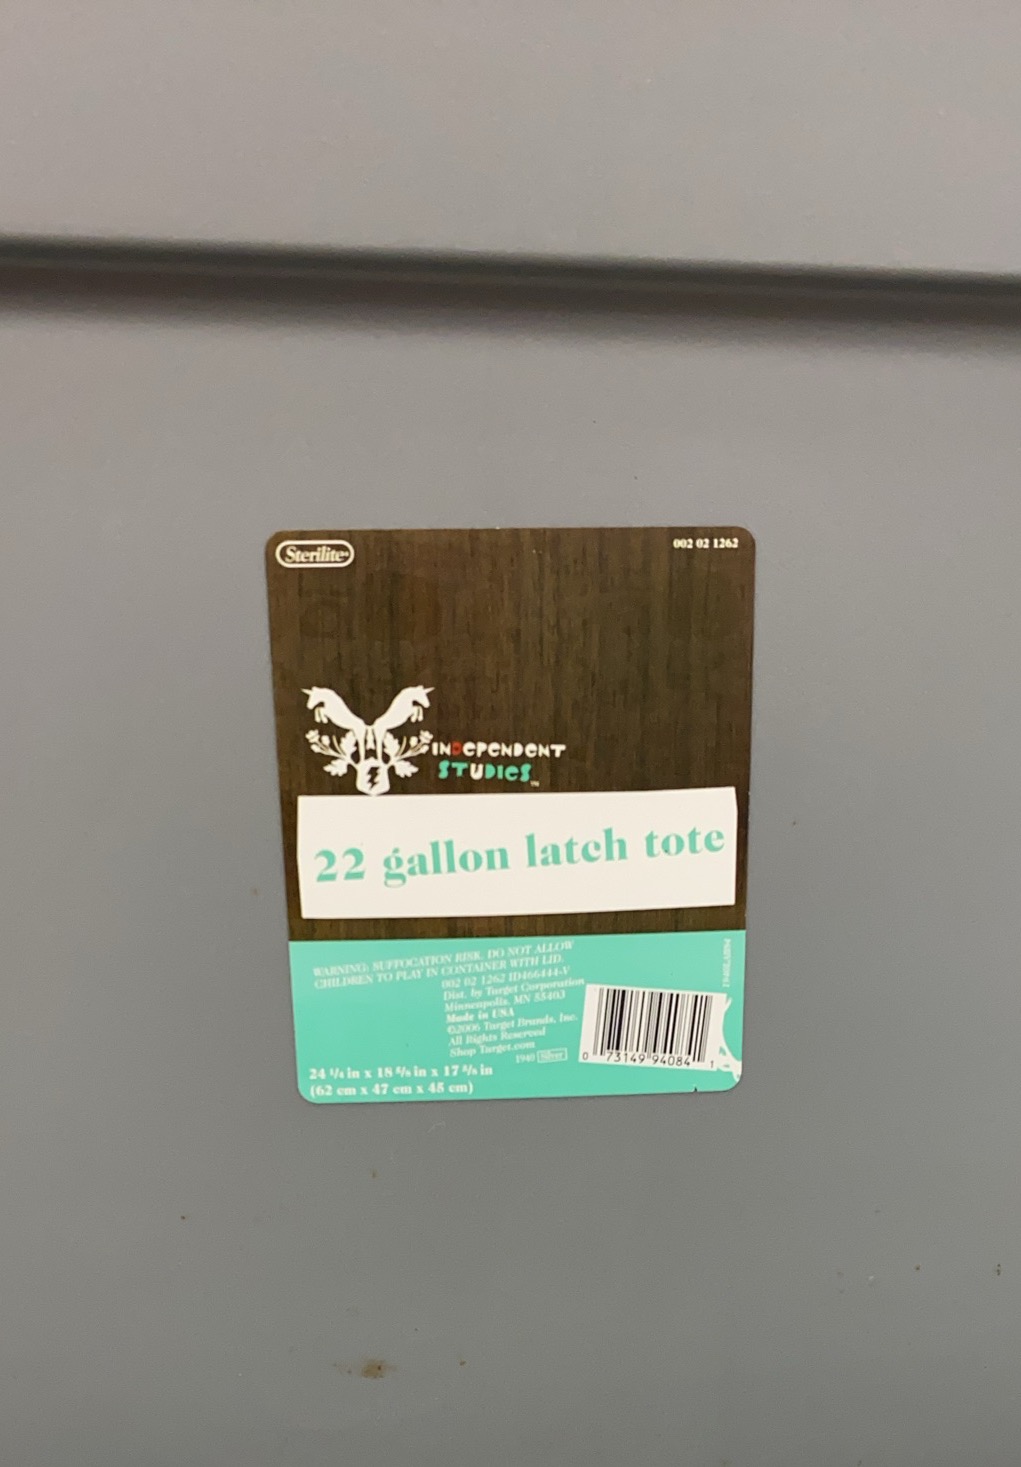 Sterilite®
002 02 1262
INDEPENDENT
STUDIES™
22 gallon latch tote
WARNING: SUFFOCATION RISK. DO NOT ALLOW
CHILDREN TO PLAY IN CONTAINER WITH LID.
002 02 1262 ID466444-V
Dist. by Target Corporation
Minneapolis, MN 55403
Made in USA
©2006 Target Brands, Inc.
All Rights Reserved
Shop Target.com
1940 Silver
24 1/4 in x 18 5/8 in x 17 5/8 in
(62 cm x 47 cm x 45 cm)
0 73149 94084 1